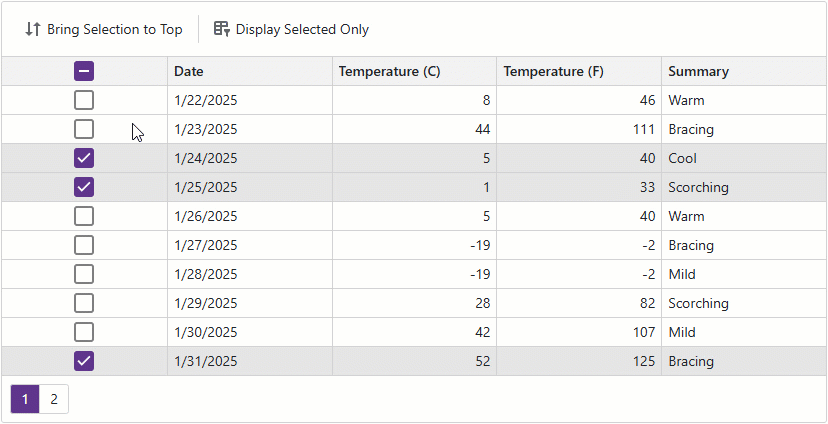 Bring Selection to Top Display Selected Only
Date Temperature (C) Temperature (F) Summary
1/22/2025 8 46 Warm
1/23/2025 44 111 Bracing
1/24/2025 5 40 Cool
1/25/2025 1 33 Scorching
1/26/2025 5 40 Warm
1/27/2025 -19 -2 Bracing
1/28/2025 -19 -2 Mild
1/29/2025 28 82 Scorching
1/30/2025 42 107 Mild
1/31/2025 52 125 Bracing
1 2